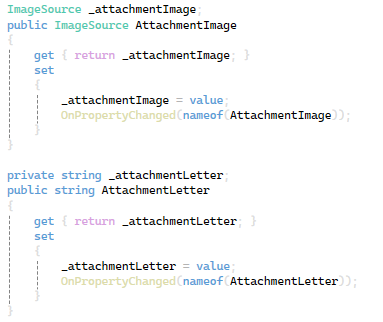 ImageSource _attachmentImage;
public ImageSource AttachmentImage
{
get { return _attachmentImage; }
set
{
_attachmentImage = value;
OnPropertyChanged(nameof(AttachmentImage));
}
}
private string _attachmentLetter;
public string AttachmentLetter
{
get { return _attachmentLetter; }
set
{
_attachmentLetter = value;
OnPropertyChanged(nameof(AttachmentLetter));
}
}